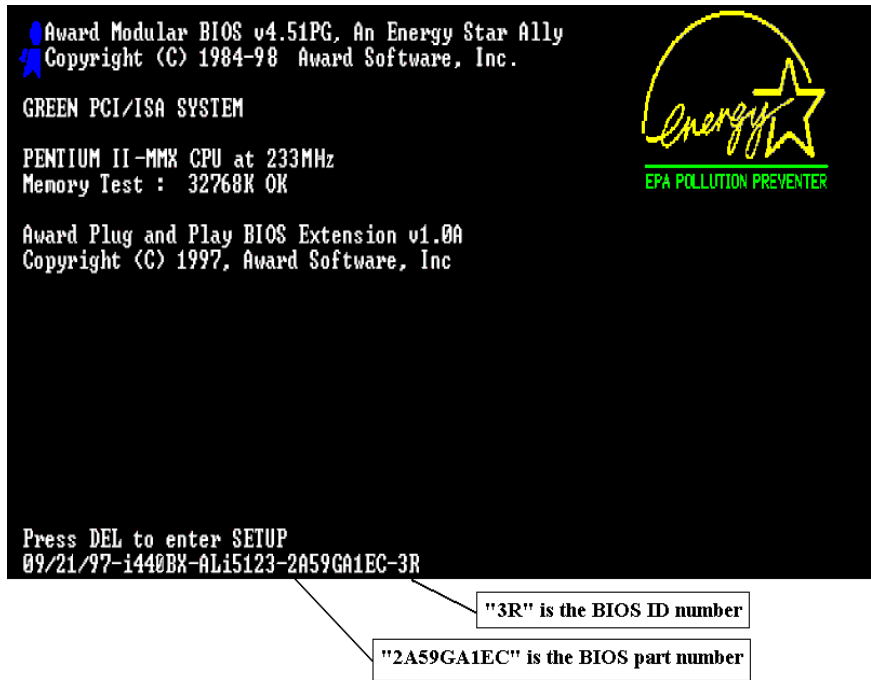 Award Modular BIOS v4.51PG, An Energy Star Ally
Copyright (C) 1984-98 Award Software, Inc.
energy
EPA POLLUTION PREVENTER
GREEN PCI/ISA SYSTEM
PENTIUM II-MMX CPU at 233MHz
Memory Test : 32768K OK
Award Plug and Play BIOS Extension v1.0A
Copyright (C) 1997, Award Software, Inc
Press DEL to enter SETUP
09/21/97-i440BX-ALi5123-2A59GA1EC-3R
"3R" is the BIOS ID number
"2A59GA1EC" is the BIOS part number